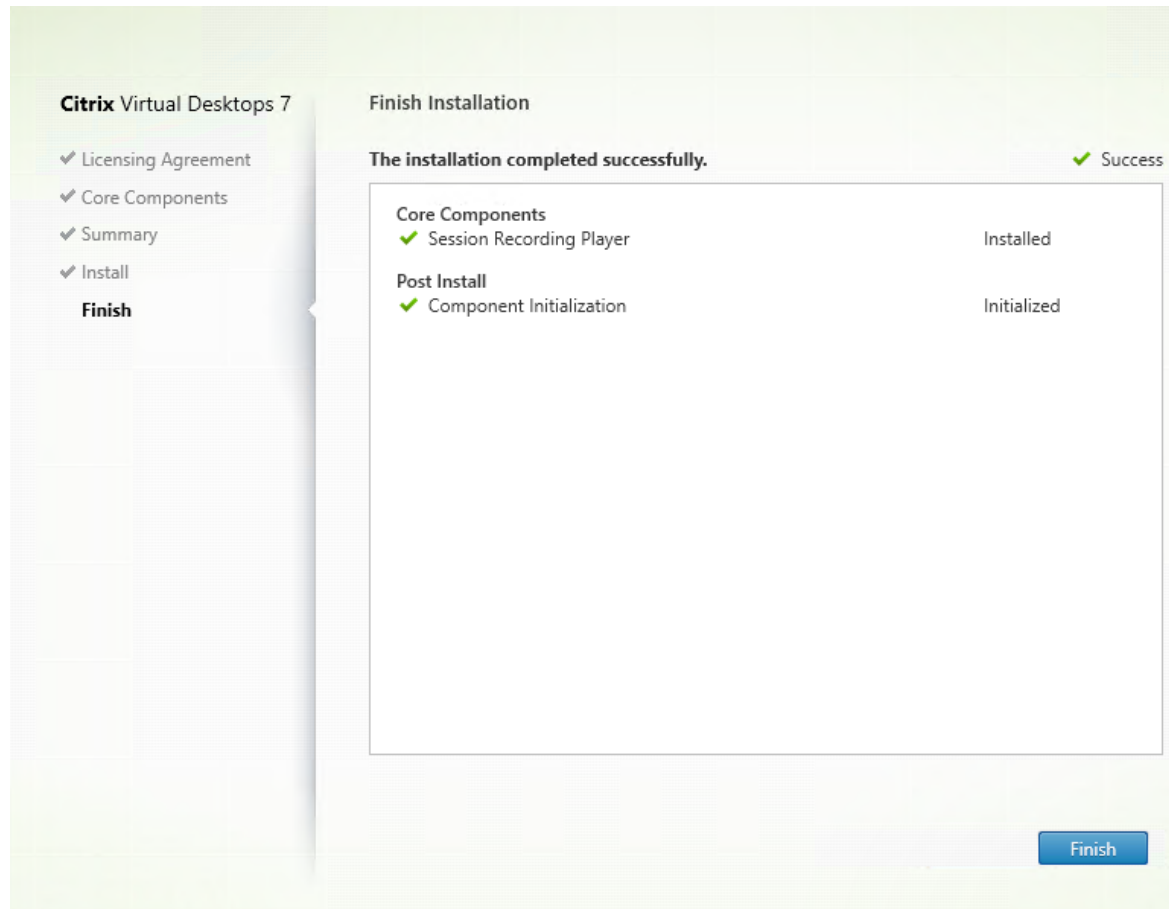 Citrix Virtual Desktops 7
Licensing Agreement
Core Components
Summary
Install
Finish
Finish Installation
The installation completed successfully.
Success
Core Components
Session Recording Player Installed
Post Install
Component Initialization Initialized
Finish